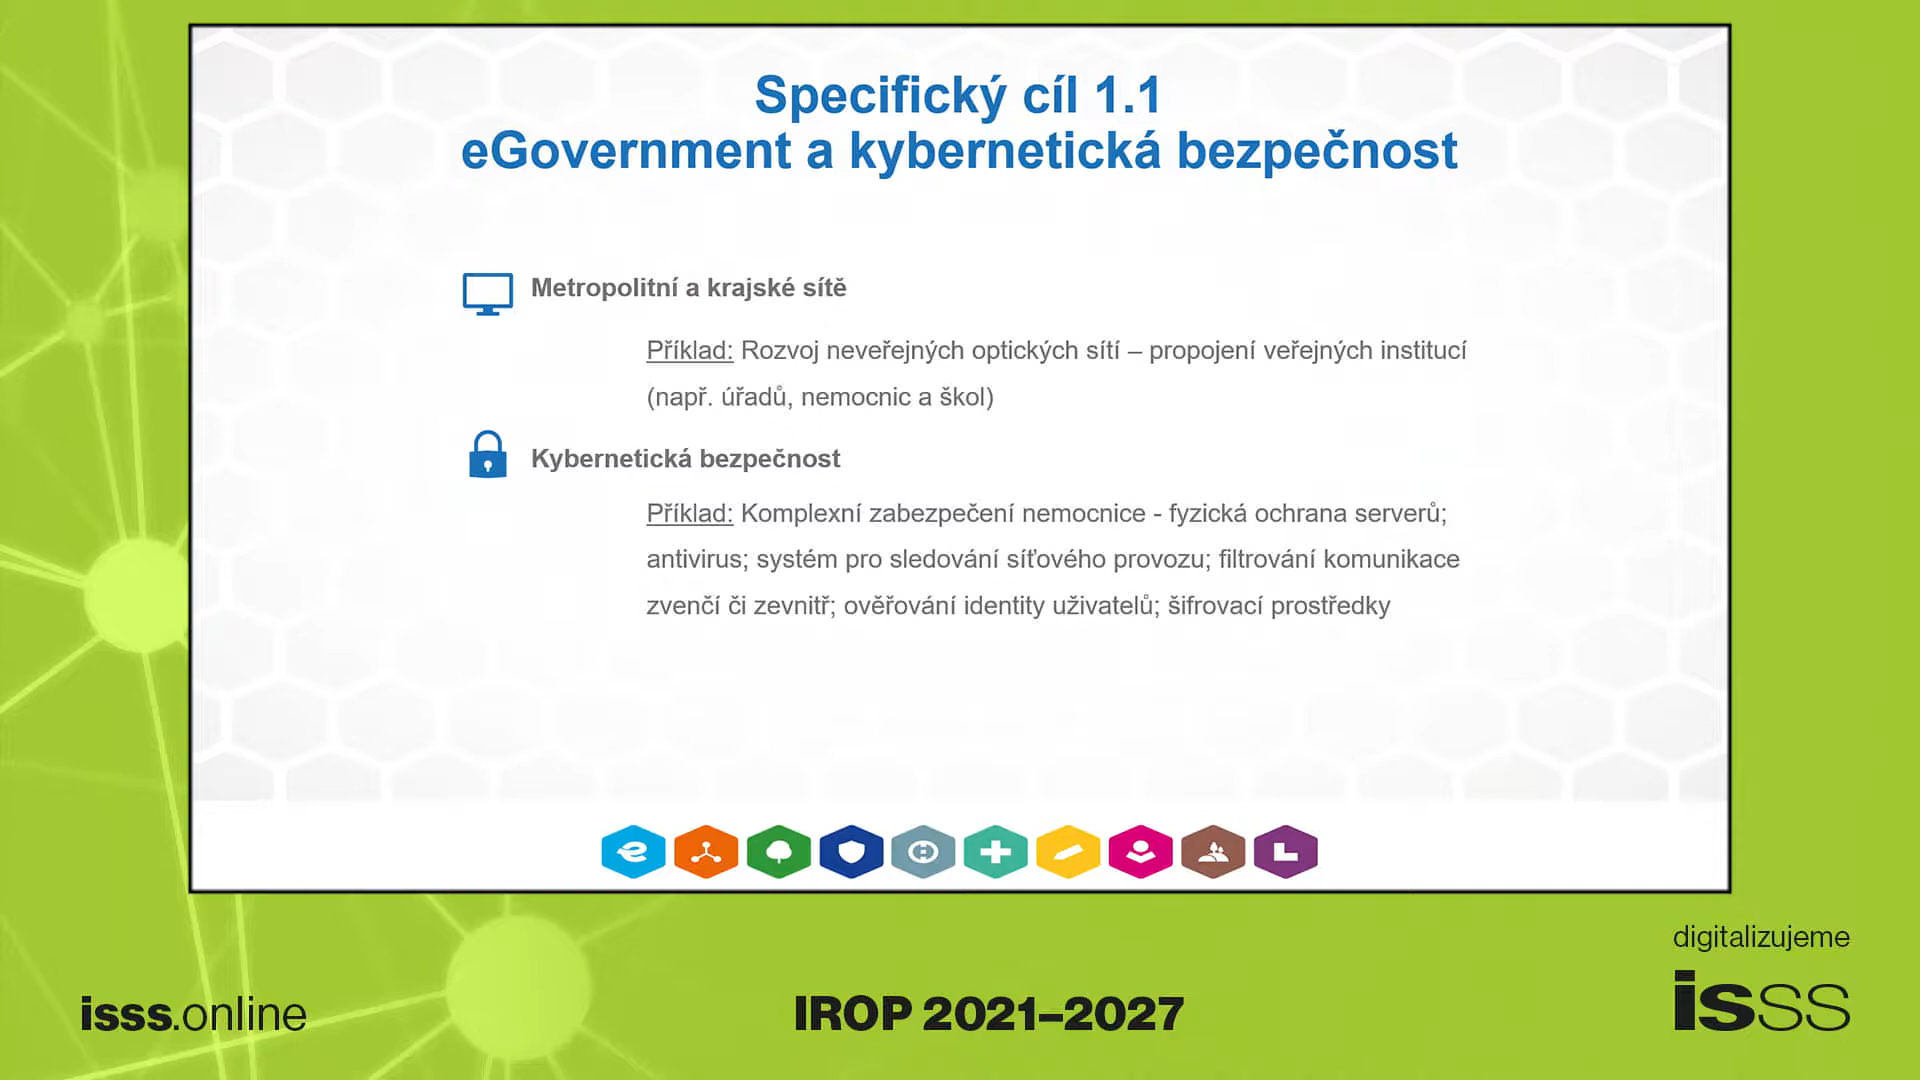 Specifický cíl 1.1
eGovernment a kybernetická bezpečnost
Metropolitní a krajské sítě
Příklad: Rozvoj neveřejných optických sítí – propojení veřejných institucí
(např. úřadů, nemocnic a škol)
Kybernetická bezpečnost
Příklad: Komplexní zabezpečení nemocnice - fyzická ochrana serverů;
antivirus; systém pro sledování síťového provozu; filtrování komunikace
zvenčí či zevnitř; ověřování identity uživatelů; šifrovací prostředky
digitalizujeme
isss
isss.online
IROP 2021–2027